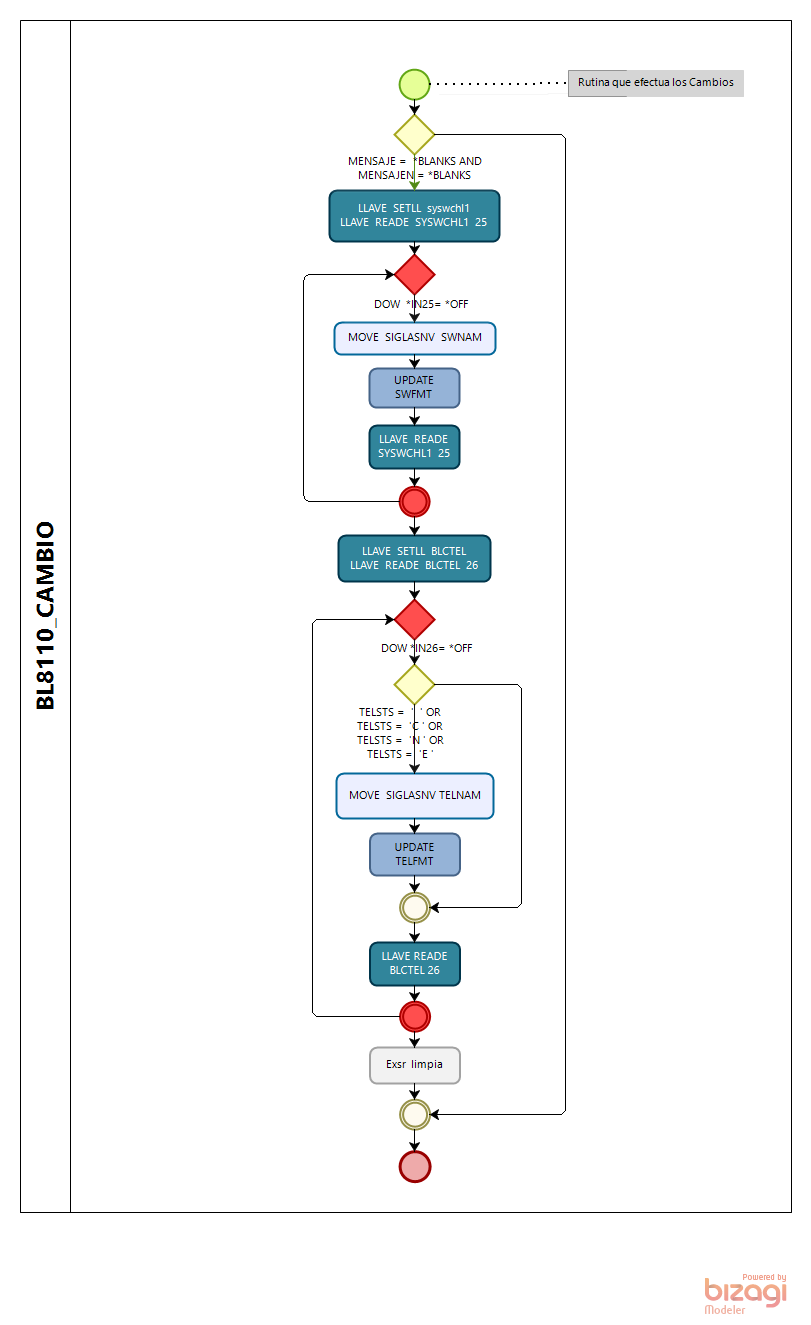 Rutina que efectua los Cambios
MENSAJE = *BLANKS AND
MENSAJEN = *BLANKS
LLAVE SETLL syswchl1
LLAVE READE SYSWCHL1 25
DOW *IN25= *OFF
MOVE SIGLASNV SWNAM
UPDATE
SWFMT
LLAVE READE
SYSWCHL1 25
BL8110_CAMBIO
LLAVE SETLL BLCTEL
LLAVE READE BLCTEL 26
DOW *IN26= *OFF
TELSTS = ' ' OR
TELSTS = 'C ' OR
TELSTS = 'N ' OR
TELSTS = 'E '
MOVE SIGLASNV TELNAM
UPDATE
TELFMT
LLAVE READE
BLCTEL 26
Exsr limpia
Powered by
bizagi
Modeler